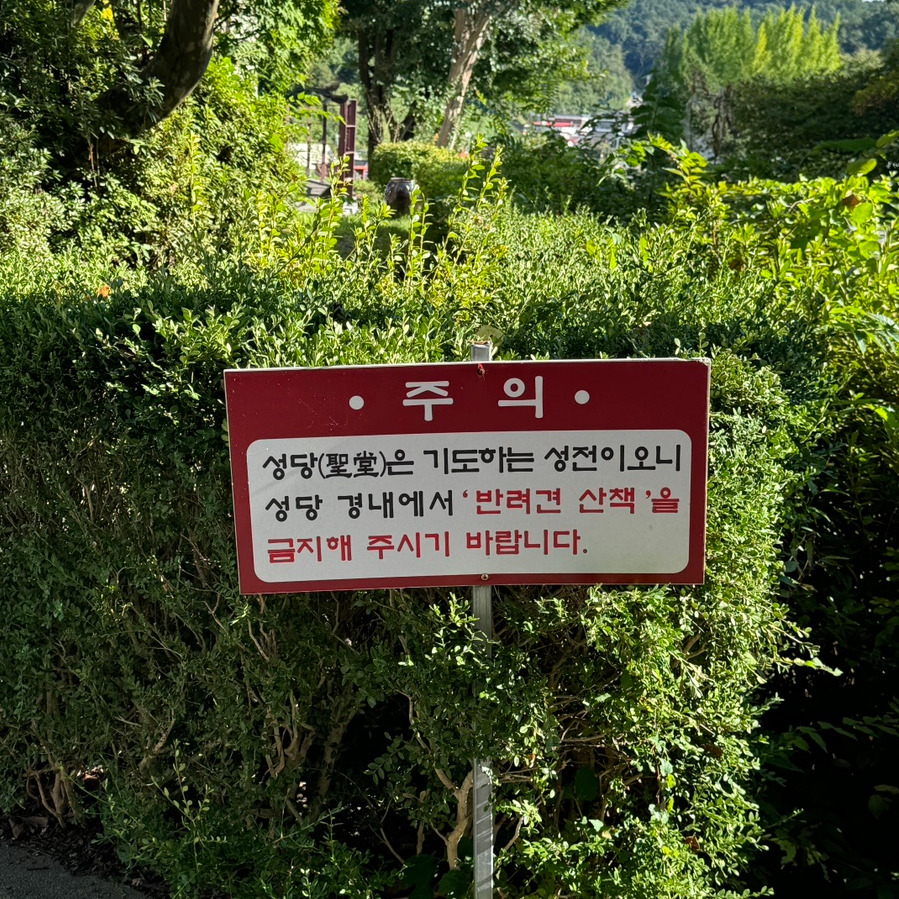 · 주 의 ·
성당(聖堂)은 기도하는 성전이오니
성당 경내에서 ‘반려견 산책’을
금지해 주시기 바랍니다.